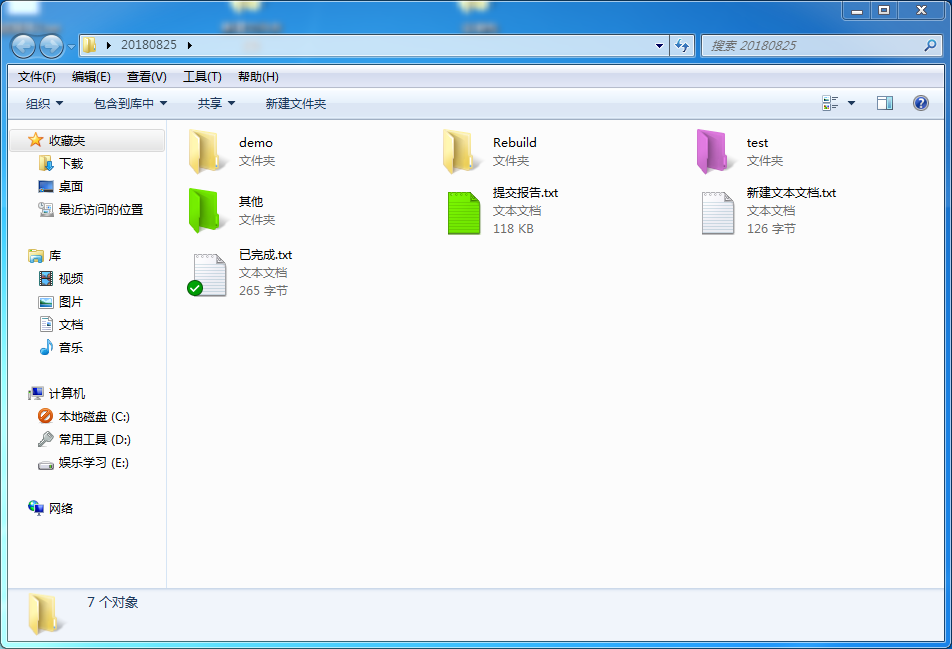 20180825
搜索 20180825
文件(F) 编辑(E) 查看(V) 工具(T) 帮助(H)
组织 包含到库中 共享 新建文件夹
收藏夹
下载
桌面
最近访问的位置
库
视频
图片
文档
音乐
计算机
本地磁盘 (C:)
常用工具 (D:)
娱乐学习 (E:)
网络
demo
文件夹
Rebuild
文件夹
test
文件夹
其他
文件夹
提交报告.txt
文本文档
118 KB
新建文本文档.txt
文本文档
126 字节
已完成.txt
文本文档
265 字节
7 个对象